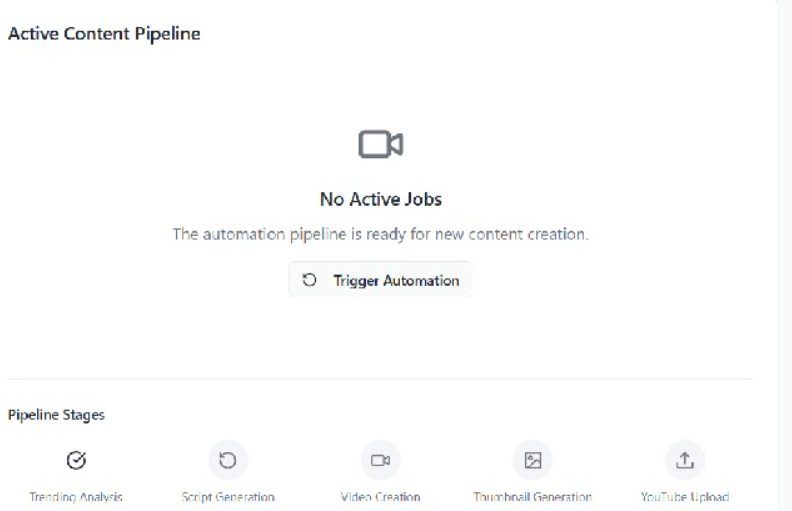 Active Content Pipeline
No Active Jobs
The automation pipeline is ready for new content creation.
Trigger Automation
Pipeline Stages
Trending Analysis
Script Generation
Video Creation
Thumbnail Generation
YouTube Upload